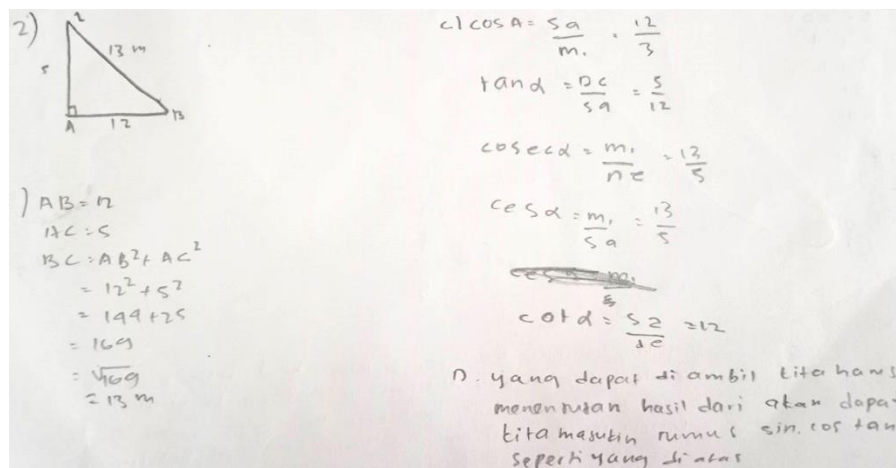 2)
13 m
5
A
12
B
) AB = 12
AC = 5
BC = AB² + AC²
= 12² + 5²
= 144 + 25
= 169
= √169
= 13 m
c) cos A = sa/mi = 12/3
tan α = De/sa = 5/12
cosec α = mi/ne = 13/5
ces α = mi/sa = 13/5
cot α = sa/de = 12
D. yang dapat di ambil kita harus
menentukan hasil dari akan dapa
kita masukin rumus sin. cos tan
seperti yang di atas